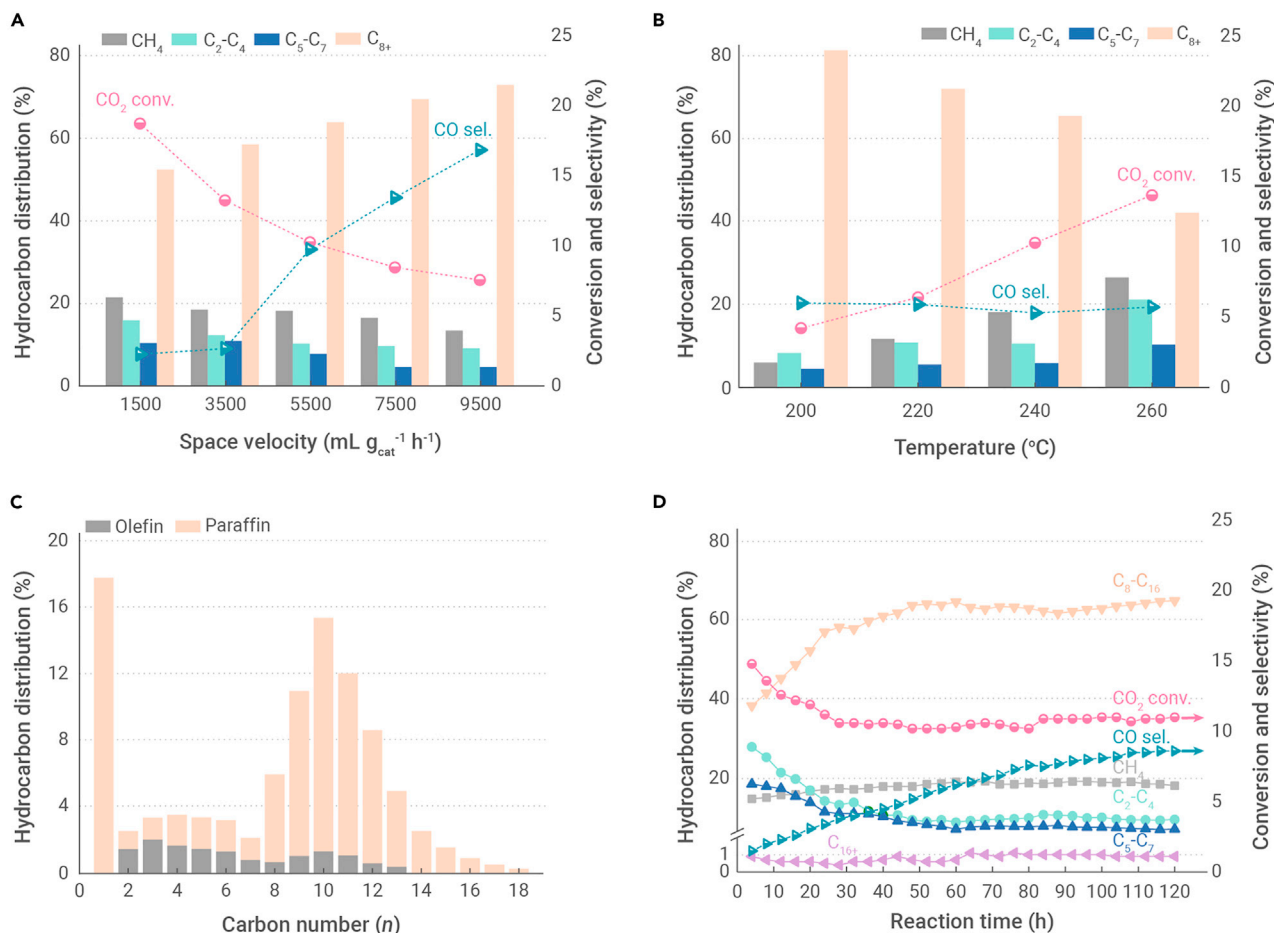 A
CH₄ C₂-C₄ C₅-C₇ C₈₊
Hydrocarbon distribution (%)
80
60
40
20
0
CO₂ conv.
CO sel.
25
20
15
10
5
0
Conversion and selectivity (%)
1500 3500 5500 7500 9500
Space velocity (mL g_cat⁻¹ h⁻¹)
B
CH₄ C₂-C₄ C₅-C₇ C₈₊
Hydrocarbon distribution (%)
80
60
40
20
0
CO₂ conv.
CO sel.
25
20
15
10
5
0
Conversion and selectivity (%)
200 220 240 260
Temperature (°C)
C
Olefin Paraffin
Hydrocarbon distribution (%)
20
16
12
8
4
0
2 4 6 8 10 12 14 16 18
Carbon number (n)
D
Hydrocarbon distribution (%)
80
60
40
20
1
0
C₈-C₁₆
CO₂ conv.
CO sel.
CH₄
C₂-C₄
C₅-C₇
C₁₆₊
25
20
15
10
5
0
Conversion and selectivity (%)
0 10 20 30 40 50 60 70 80 90 100 110 120
Reaction time (h)